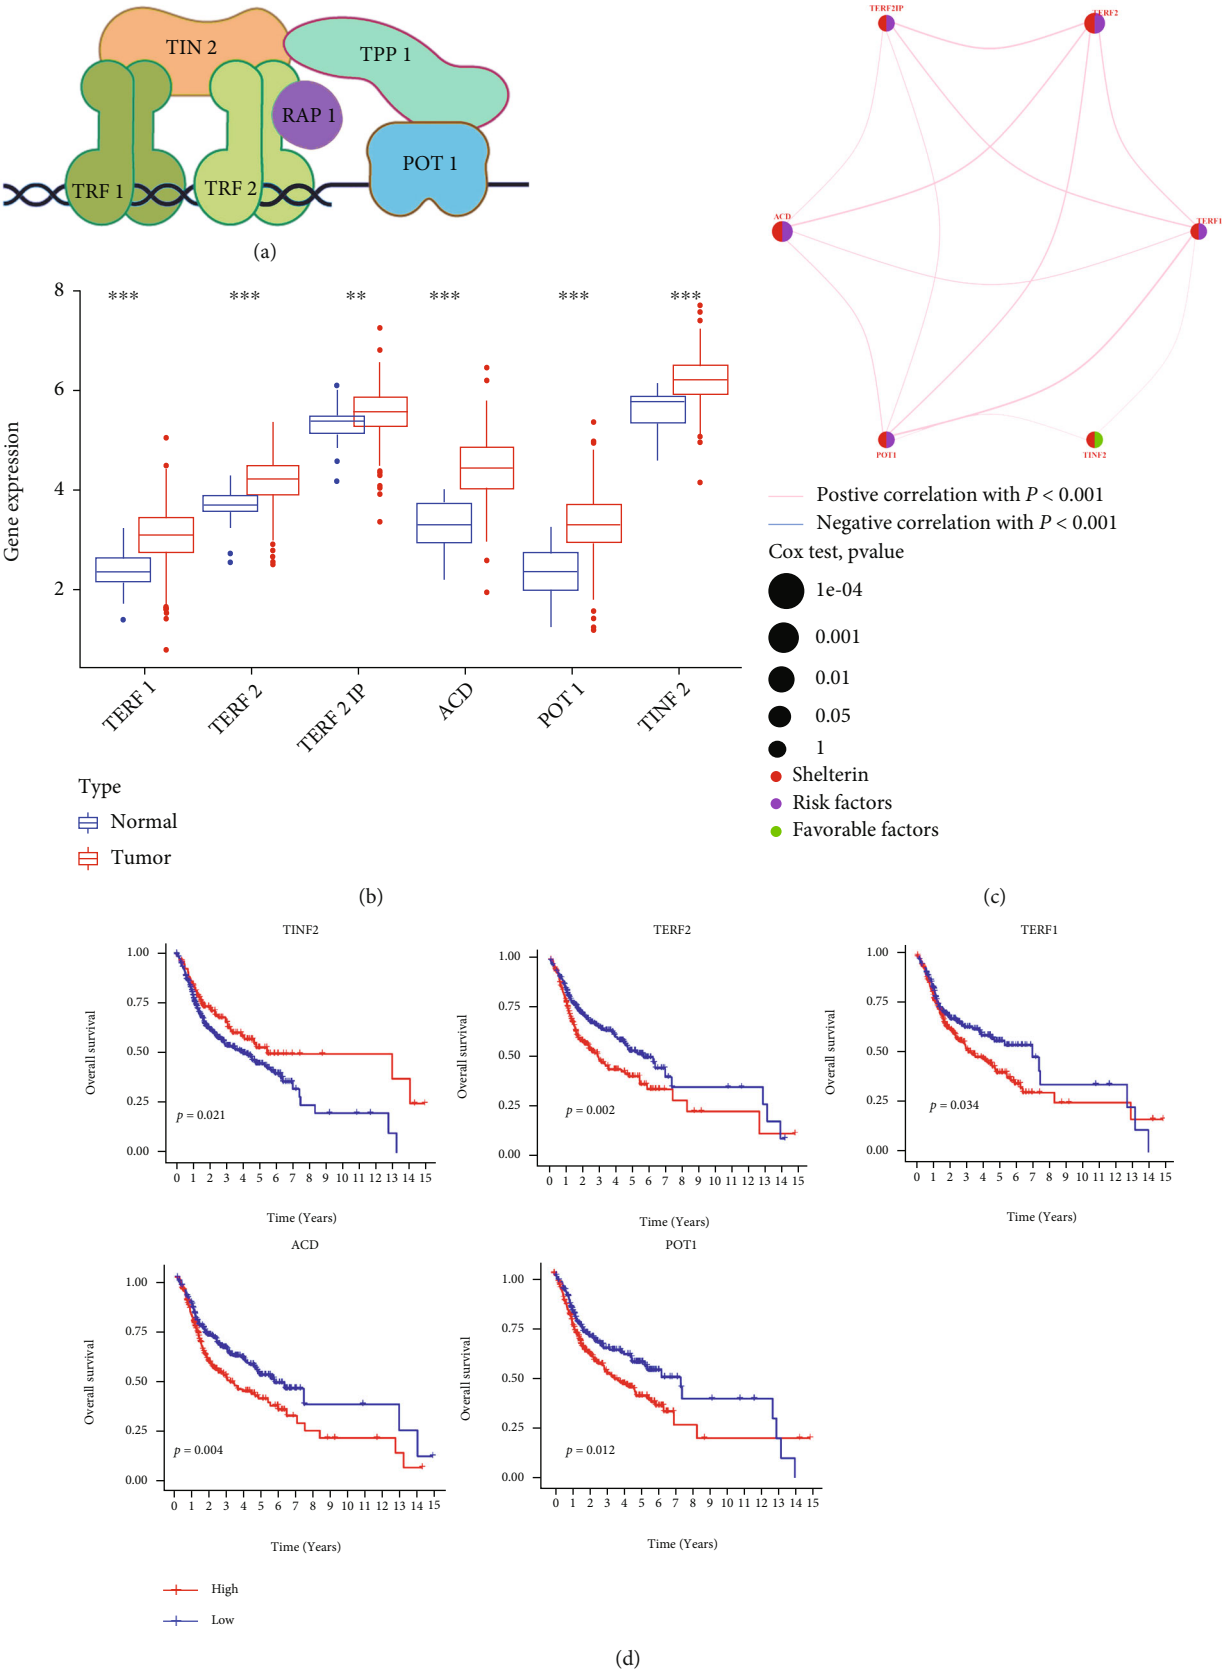 TIN 2
TPP 1
RAP 1
POT 1
TRF 1
TRF 2
(a)
TERF2IP
TERF2
ACD
TERF1
POT1
TINF2
Postive correlation with P < 0.001
Negative correlation with P < 0.001
Cox test, pvalue
1e-04
0.001
0.01
0.05
1
Shelterin
Risk factors
Favorable factors
(c)
Gene expression
8
6
4
2
*** *** ** *** *** ***
TERF 1
TERF 2
TERF 2 IP
ACD
POT 1
TINF 2
Type
Normal
Tumor
(b)
TINF2
Overall survival
1.00
0.75
0.50
0.25
0.00
p = 0.021
0 1 2 3 4 5 6 7 8 9 10 11 12 13 14 15
Time (Years)
TERF2
Overall survival
1.00
0.75
0.50
0.25
0.00
p = 0.002
0 1 2 3 4 5 6 7 8 9 10 11 12 13 14 15
Time (Years)
TERF1
Overall survival
1.00
0.75
0.50
0.25
0.00
p = 0.034
0 1 2 3 4 5 6 7 8 9 10 11 12 13 14 15
Time (Years)
ACD
Overall survival
1.00
0.75
0.50
0.25
0.00
p = 0.004
0 1 2 3 4 5 6 7 8 9 10 11 12 13 14 15
Time (Years)
POT1
Overall survival
1.00
0.75
0.50
0.25
0.00
p = 0.012
0 1 2 3 4 5 6 7 8 9 10 11 12 13 14 15
Time (Years)
High
Low
(d)